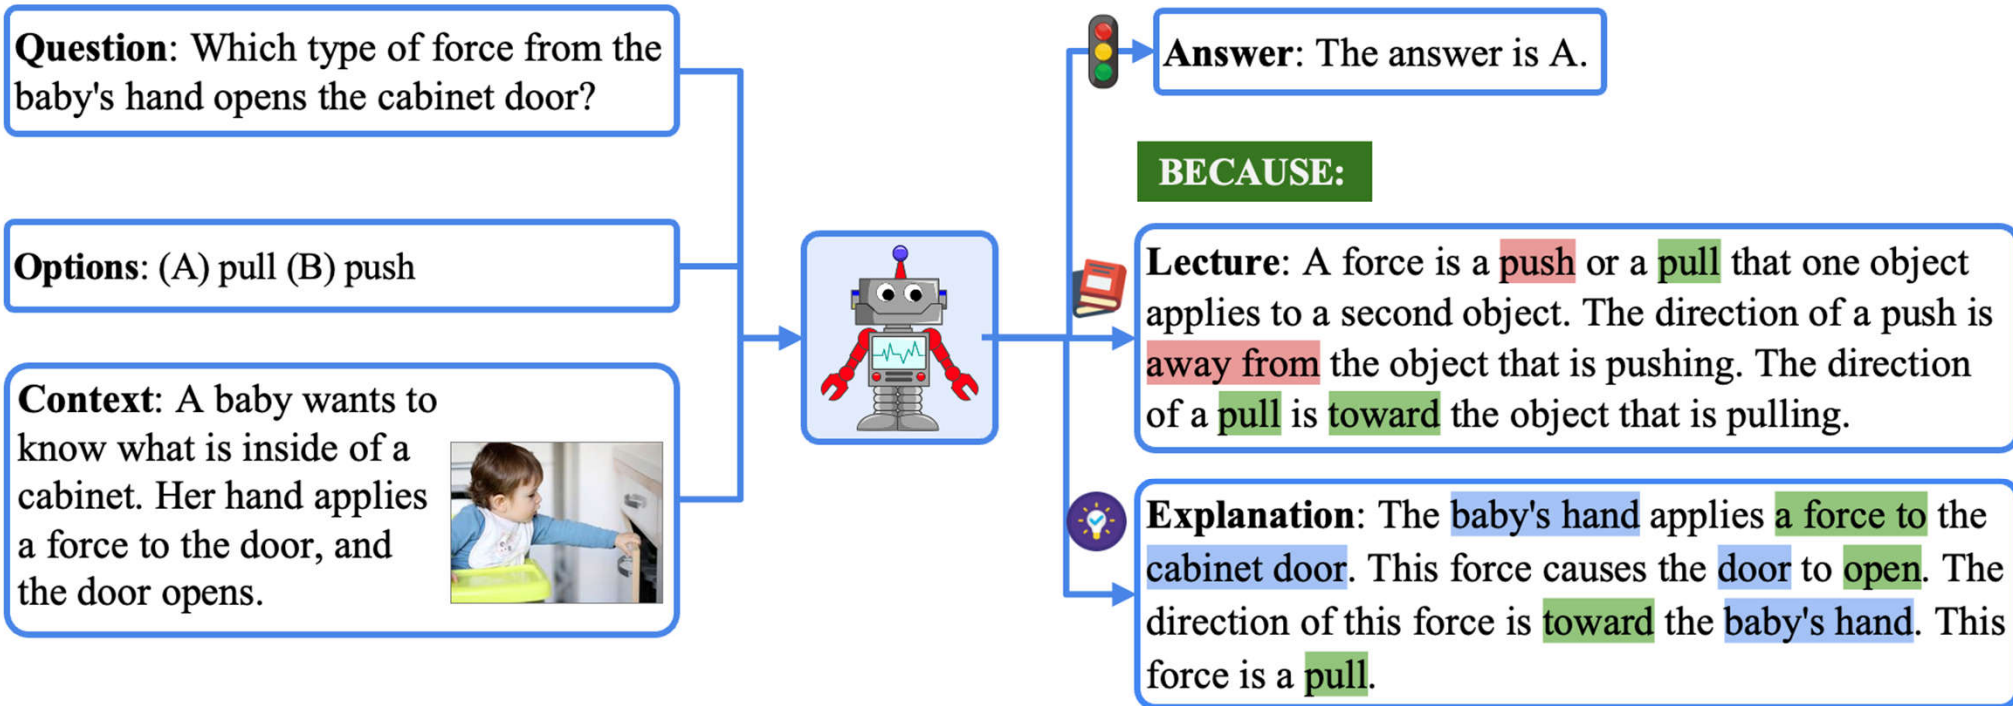 Question: Which type of force from the
baby's hand opens the cabinet door?
Options: (A) pull (B) push
Context: A baby wants to
know what is inside of a
cabinet. Her hand applies
a force to the door, and
the door opens.
Answer: The answer is A.
BECAUSE:
Lecture: A force is a push or a pull that one object
applies to a second object. The direction of a push is
away from the object that is pushing. The direction
of a pull is toward the object that is pulling.
Explanation: The baby's hand applies a force to the
cabinet door. This force causes the door to open. The
direction of this force is toward the baby's hand. This
force is a pull.